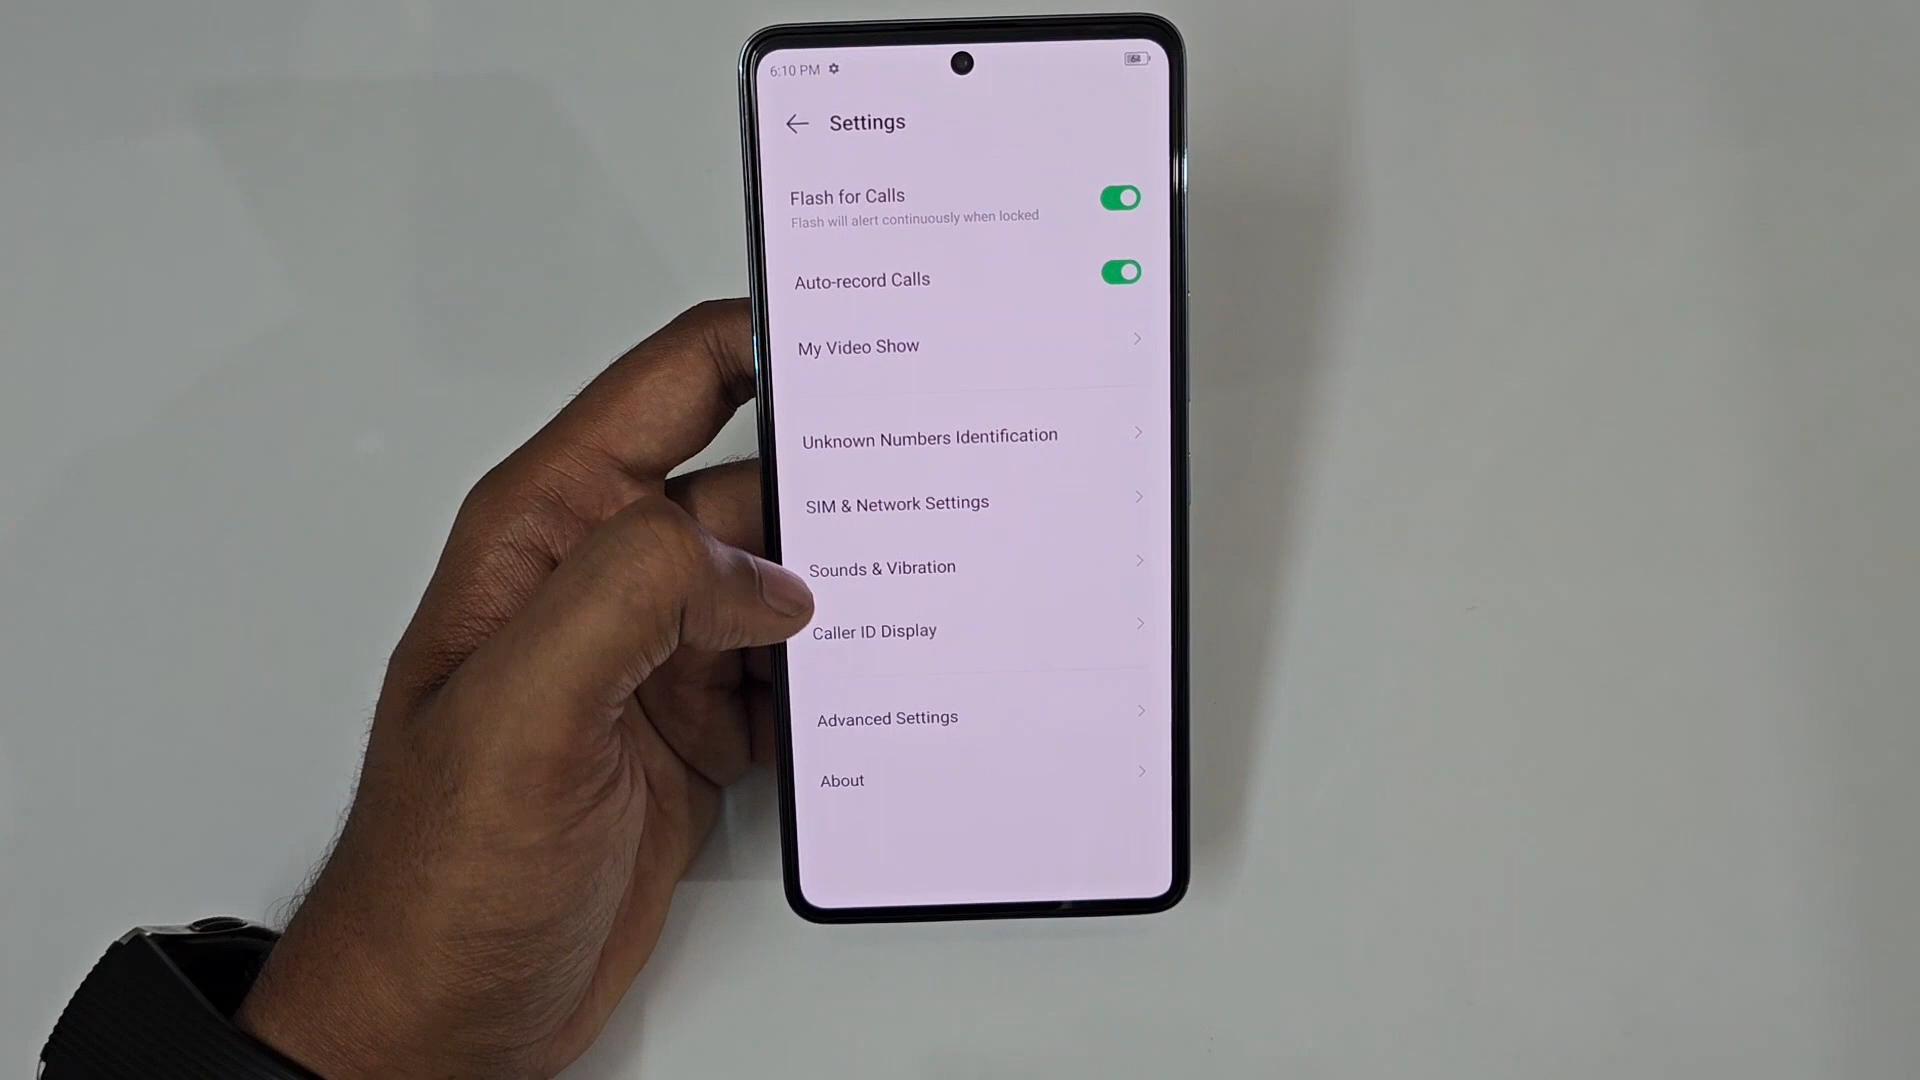 6:10 PM
64
Settings
Flash for Calls
Flash will alert continuously when locked
Auto-record Calls
My Video Show
Unknown Numbers Identification
SIM & Network Settings
Sounds & Vibration
Caller ID Display
Advanced Settings
About